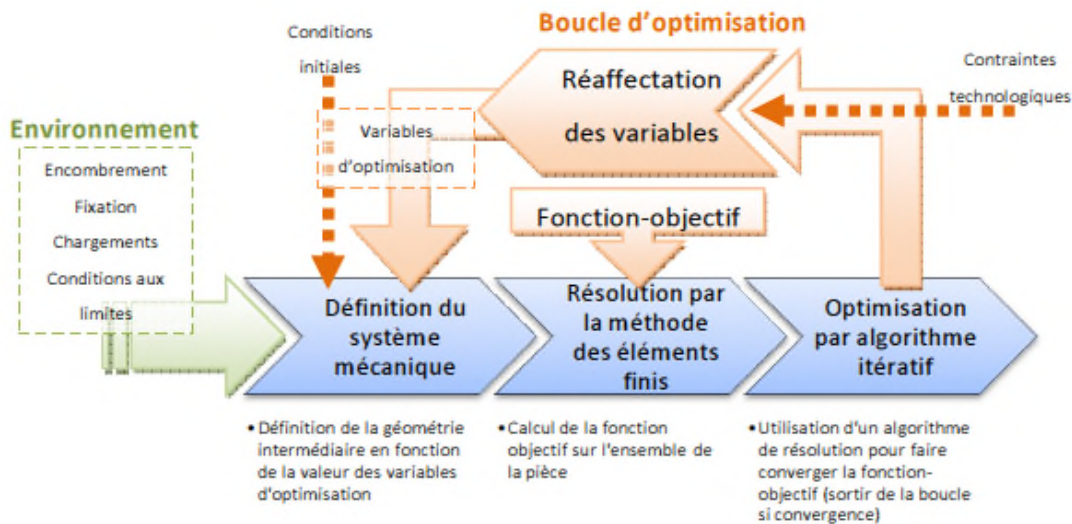 Boucle d'optimisation
Conditions
initiales
Réaffectation
des variables
Contraintes
technologiques
Variables
d'optimisation
Environnement
Encombrement
Fixation
Chargements
Conditions aux
limites
Fonction-objectif
Définition du
système
mécanique
Résolution par
la méthode
des éléments
finis
Optimisation
par algorithme
itératif
•Définition de la géométrie
intermédiaire en fonction
de la valeur des variables
d'optimisation
•Calcul de la fonction
objectif sur l'ensemble de
la pièce
•Utilisation d'un algorithme
de résolution pour faire
converger la fonction-
objectif (sortir de la boucle
si convergence)